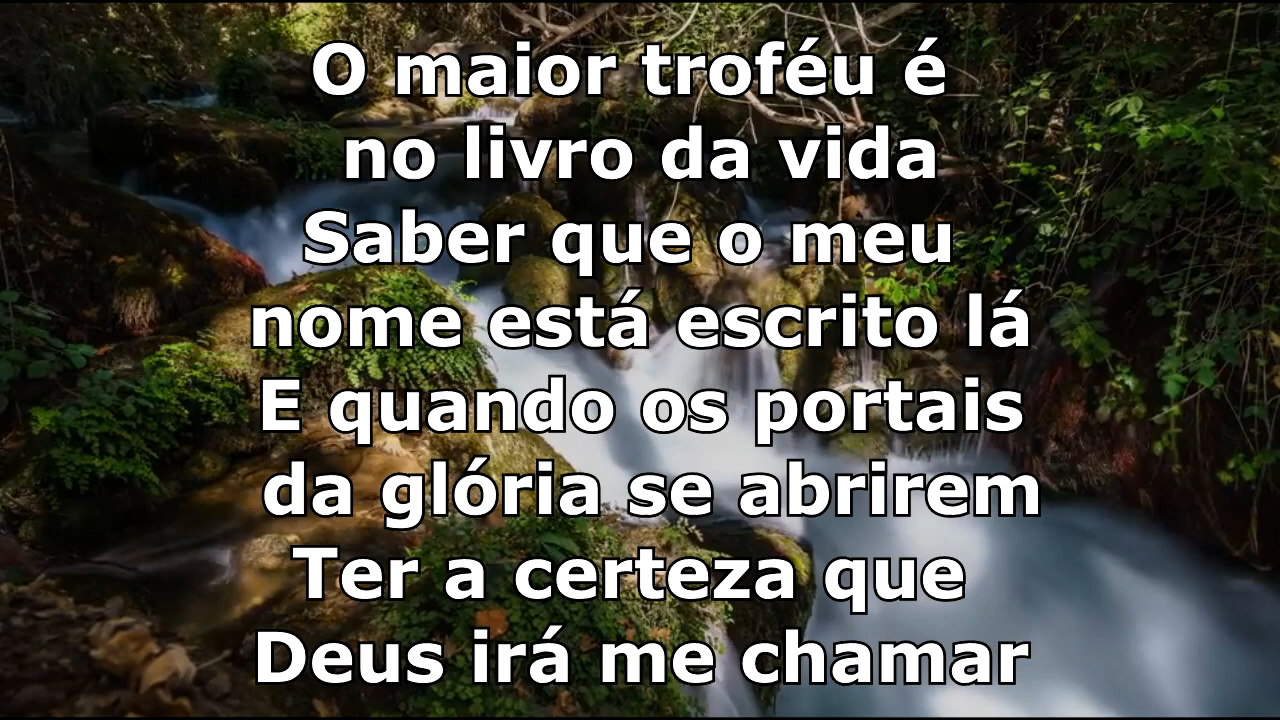 O maior troféu é
no livro da vida
Saber que o meu
nome está escrito lá
E quando os portais
da glória se abrirem
Ter a certeza que
Deus irá me chamar